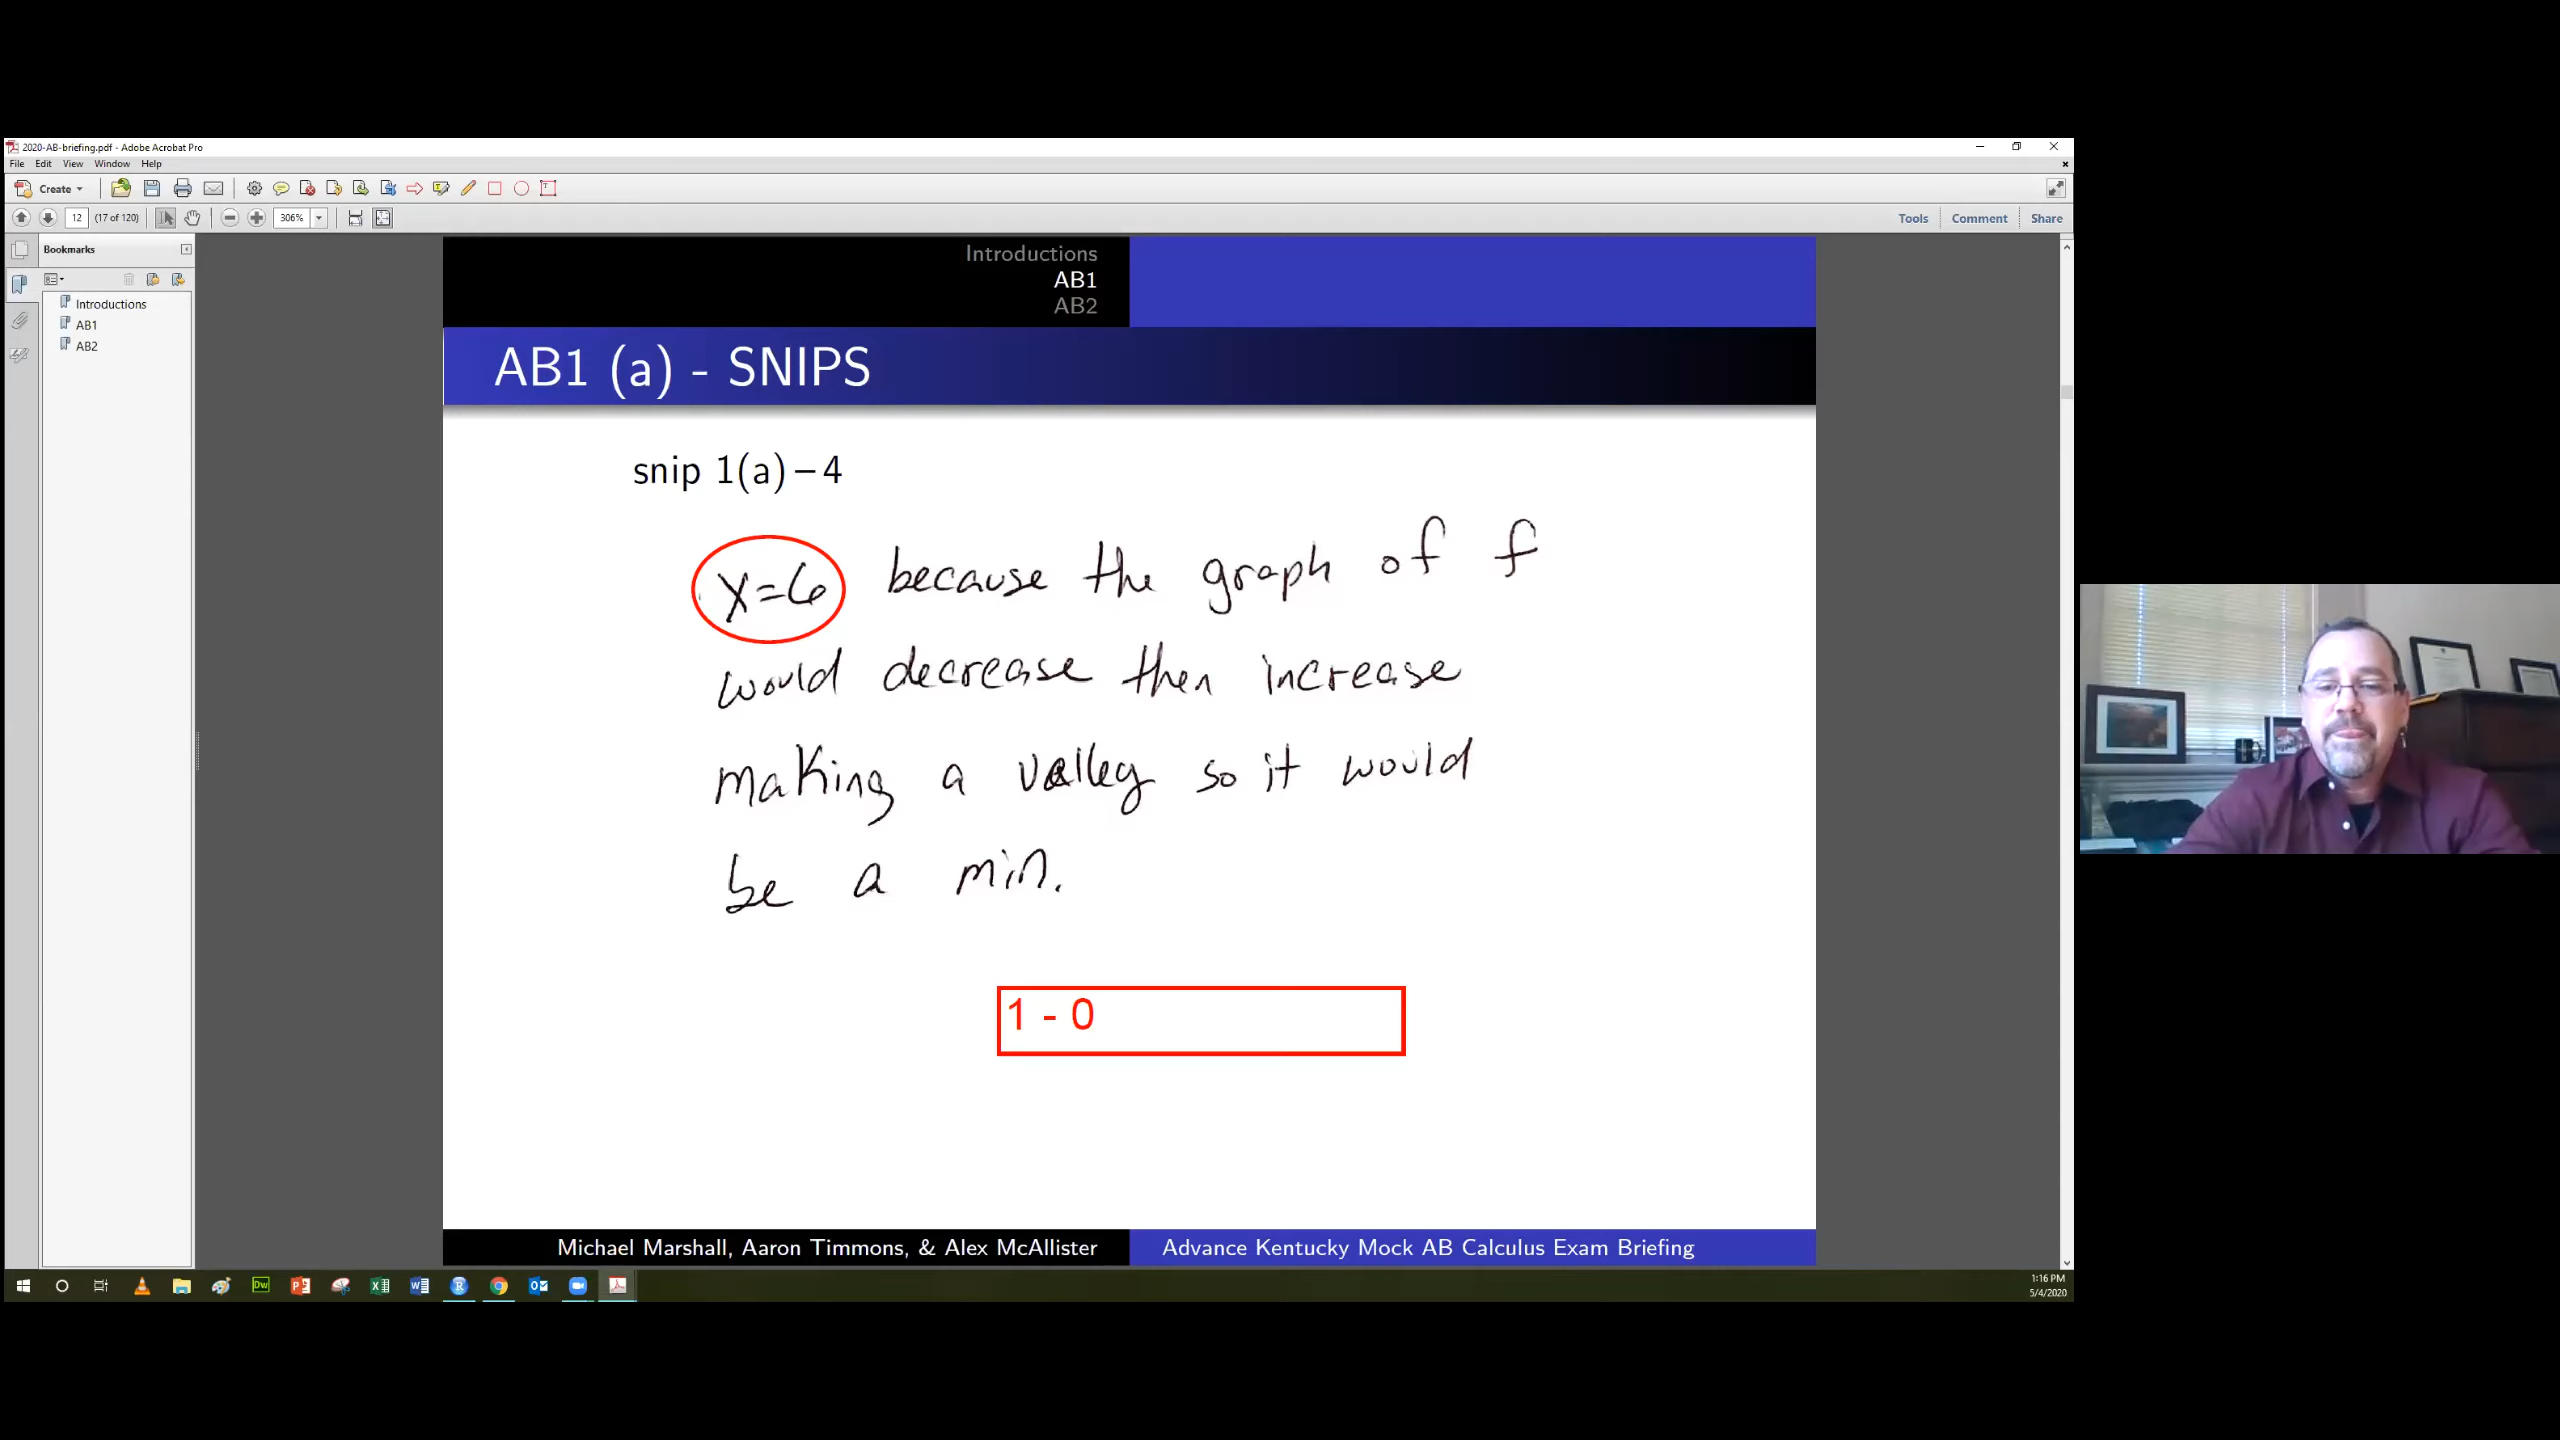 2020-AB-briefing.pdf - Adobe Acrobat Pro
File Edit View Window Help
Create
12 (17 of 120) 306% Tools Comment Share
Bookmarks
Introductions
AB1
AB2
Introductions
AB1
AB2
AB1 (a) - SNIPS
snip 1(a)–4
x=6 because the graph of f
would decrease then increase
making a valley so it would
be a min.
1 - 0
Michael Marshall, Aaron Timmons, & Alex McAllister Advance Kentucky Mock AB Calculus Exam Briefing
1:16 PM
5/4/2020